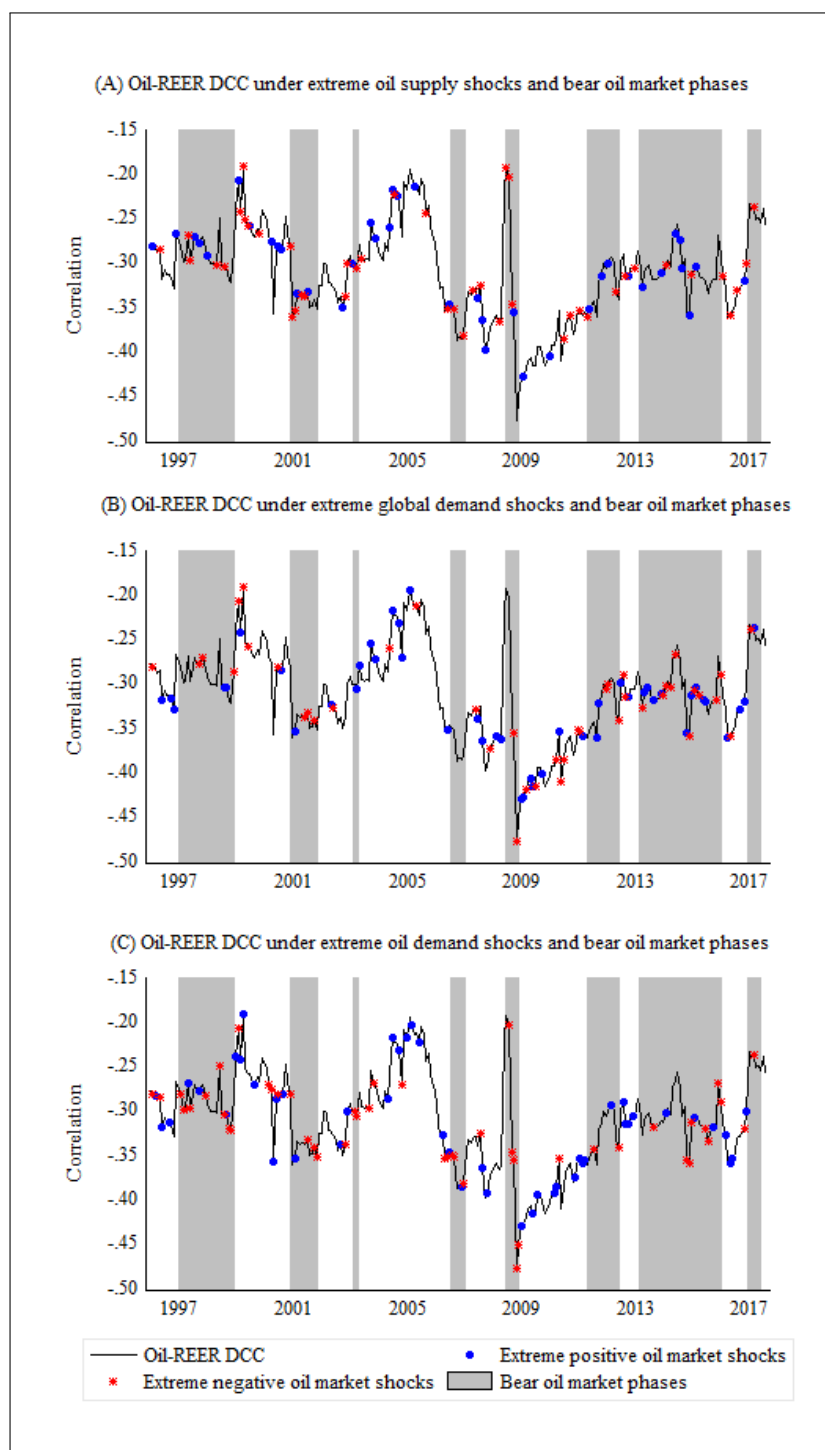 (A) Oil-REER DCC under extreme oil supply shocks and bear oil market phases
-.15
-.20
-.25
-.30
-.35
-.40
-.45
-.50
Correlation
1997 2001 2005 2009 2013 2017
(B) Oil-REER DCC under extreme global demand shocks and bear oil market phases
-.15
-.20
-.25
-.30
-.35
-.40
-.45
-.50
Correlation
1997 2001 2005 2009 2013 2017
(C) Oil-REER DCC under extreme oil demand shocks and bear oil market phases
-.15
-.20
-.25
-.30
-.35
-.40
-.45
-.50
Correlation
1997 2001 2005 2009 2013 2017
Oil-REER DCC Extreme positive oil market shocks
Extreme negative oil market shocks Bear oil market phases